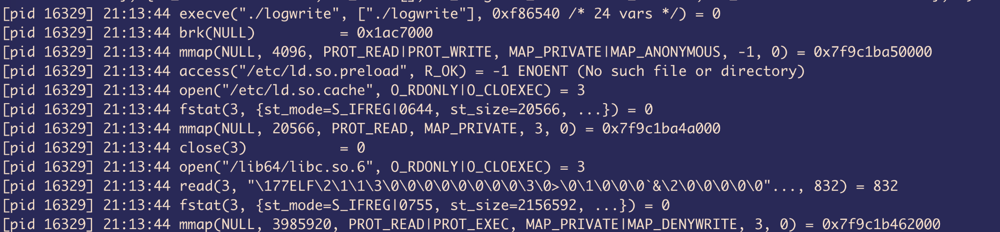 [pid 16329] 21:13:44 execve("./logwrite", ["./logwrite"], 0xf86540 /* 24 vars */) = 0
[pid 16329] 21:13:44 brk(NULL)          = 0x1ac7000
[pid 16329] 21:13:44 mmap(NULL, 4096, PROT_READ|PROT_WRITE, MAP_PRIVATE|MAP_ANONYMOUS, -1, 0) = 0x7f9c1ba50000
[pid 16329] 21:13:44 access("/etc/ld.so.preload", R_OK) = -1 ENOENT (No such file or directory)
[pid 16329] 21:13:44 open("/etc/ld.so.cache", O_RDONLY|O_CLOEXEC) = 3
[pid 16329] 21:13:44 fstat(3, {st_mode=S_IFREG|0644, st_size=20566, ...}) = 0
[pid 16329] 21:13:44 mmap(NULL, 20566, PROT_READ, MAP_PRIVATE, 3, 0) = 0x7f9c1ba4a000
[pid 16329] 21:13:44 close(3)           = 0
[pid 16329] 21:13:44 open("/lib64/libc.so.6", O_RDONLY|O_CLOEXEC) = 3
[pid 16329] 21:13:44 read(3, "\177ELF\2\1\1\3\0\0\0\0\0\0\0\0\3\0>\0\1\0\0\0`&\2\0\0\0\0\0"..., 832) = 832
[pid 16329] 21:13:44 fstat(3, {st_mode=S_IFREG|0755, st_size=2156592, ...}) = 0
[pid 16329] 21:13:44 mmap(NULL, 3985920, PROT_READ|PROT_EXEC, MAP_PRIVATE|MAP_DENYWRITE, 3, 0) = 0x7f9c1b462000